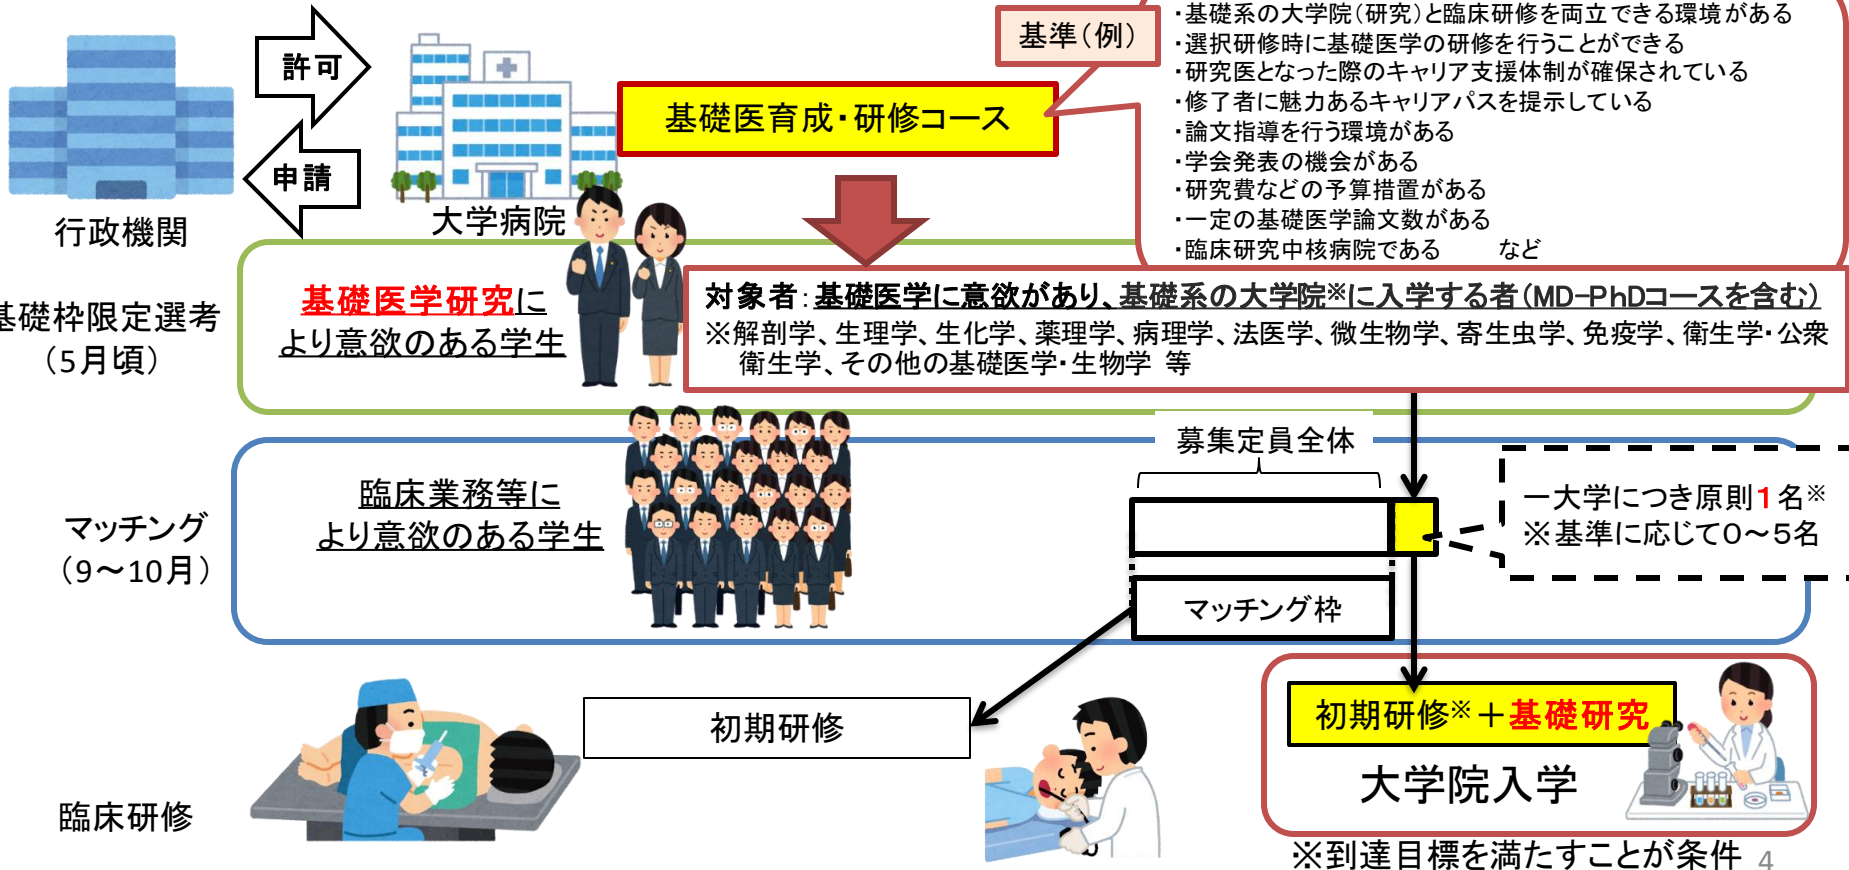 許可
申請
行政機関
大学病院
基礎医育成・研修コース
基準（例）
・基礎系の大学院（研究）と臨床研修を両立できる環境がある
・選択研修時に基礎医学の研修を行うことができる
・研究医となった際のキャリア支援体制が確保されている
・修了者に魅力あるキャリアパスを提示している
・論文指導を行う環境がある
・学会発表の機会がある
・研究費などの予算措置がある
・一定の基礎医学論文数がある
・臨床研究中核病院である　　など
基礎枠限定選考
（5月頃）
基礎医学研究に
より意欲のある学生
対象者：基礎医学に意欲があり、基礎系の大学院※に入学する者（MD-PhDコースを含む）
※解剖学、生理学、生化学、薬理学、病理学、法医学、微生物学、寄生虫学、免疫学、衛生学・公衆
衛生学、その他の基礎医学・生物学 等
マッチング
（9～10月）
臨床業務等に
より意欲のある学生
募集定員全体
マッチング枠
一大学につき原則1名※
※基準に応じて０～５名
臨床研修
初期研修
初期研修※＋基礎研究
大学院入学
※到達目標を満たすことが条件
4